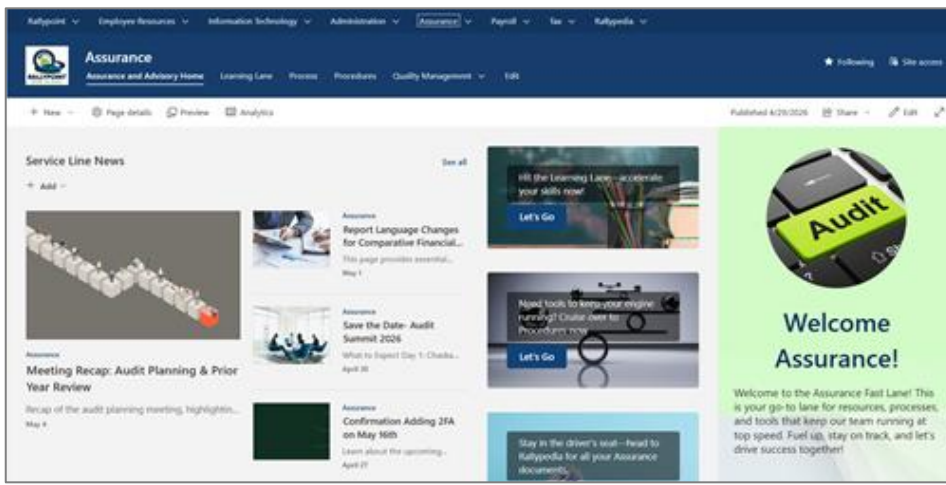 Rallypoint Employee Resources Information Technology Administration Assurance Payroll Tax Rallypedia
RALLYPOINT
Assurance
Assurance and Advisory Home Learning Lane Process Procedures Quality Management Edit
Following Site access
+ New Page details Preview Analytics
Published 4/29/2026 Share Edit
Service Line News
See all
+ Add
Assurance
Meeting Recap: Audit Planning & Prior
Year Review
Recap of the audit planning meeting, highlightin...
May 4
Assurance
Report Language Changes
for Comparative Financial...
This page provides essential...
May 1
Assurance
Save the Date- Audit
Summit 2026
What to Expect Day 1: Chaska...
April 30
Assurance
Confirmation Adding 2FA
on May 16th
Learn about the upcoming...
April 27
Hit the Learning Lane—accelerate
your skills now!
Let's Go
Need tools to keep your engine
running? Cruise over to
Procedures now
Let's Go
Stay in the driver's seat—head to
Rallypedia for all your Assurance
documents.
Audit
Welcome
Assurance!
Welcome to the Assurance Fast Lane! This
is your go-to lane for resources, processes,
and tools that keep our team running at
top speed. Fuel up, stay on track, and let's
drive success together!